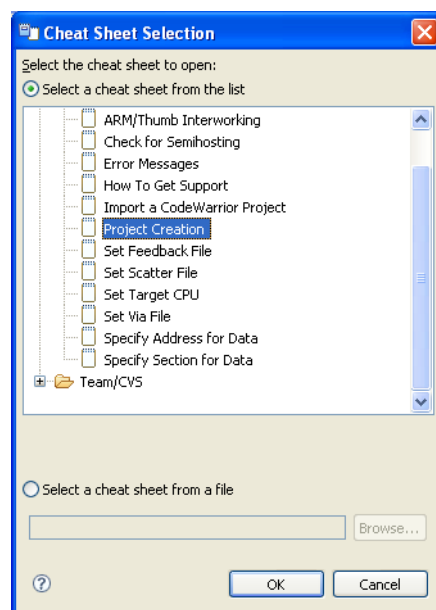 Cheat Sheet Selection
Select the cheat sheet to open:
Select a cheat sheet from the list
ARM/Thumb Interworking
Check for Semihosting
Error Messages
How To Get Support
Import a CodeWarrior Project
Project Creation
Set Feedback File
Set Scatter File
Set Target CPU
Set Via File
Specify Address for Data
Specify Section for Data
Team/CVS
Select a cheat sheet from a file
Browse...
?
OK
Cancel